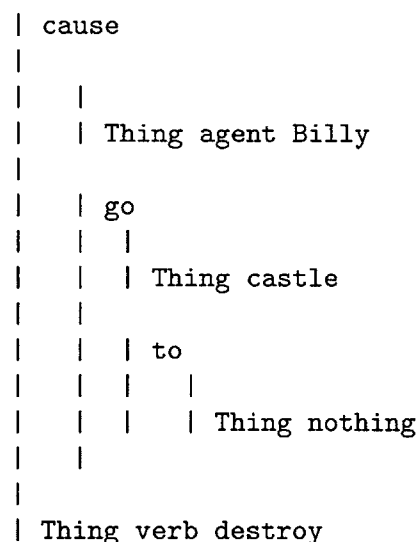 cause
Thing agent Billy
go
Thing castle
to
Thing nothing
Thing verb destroy